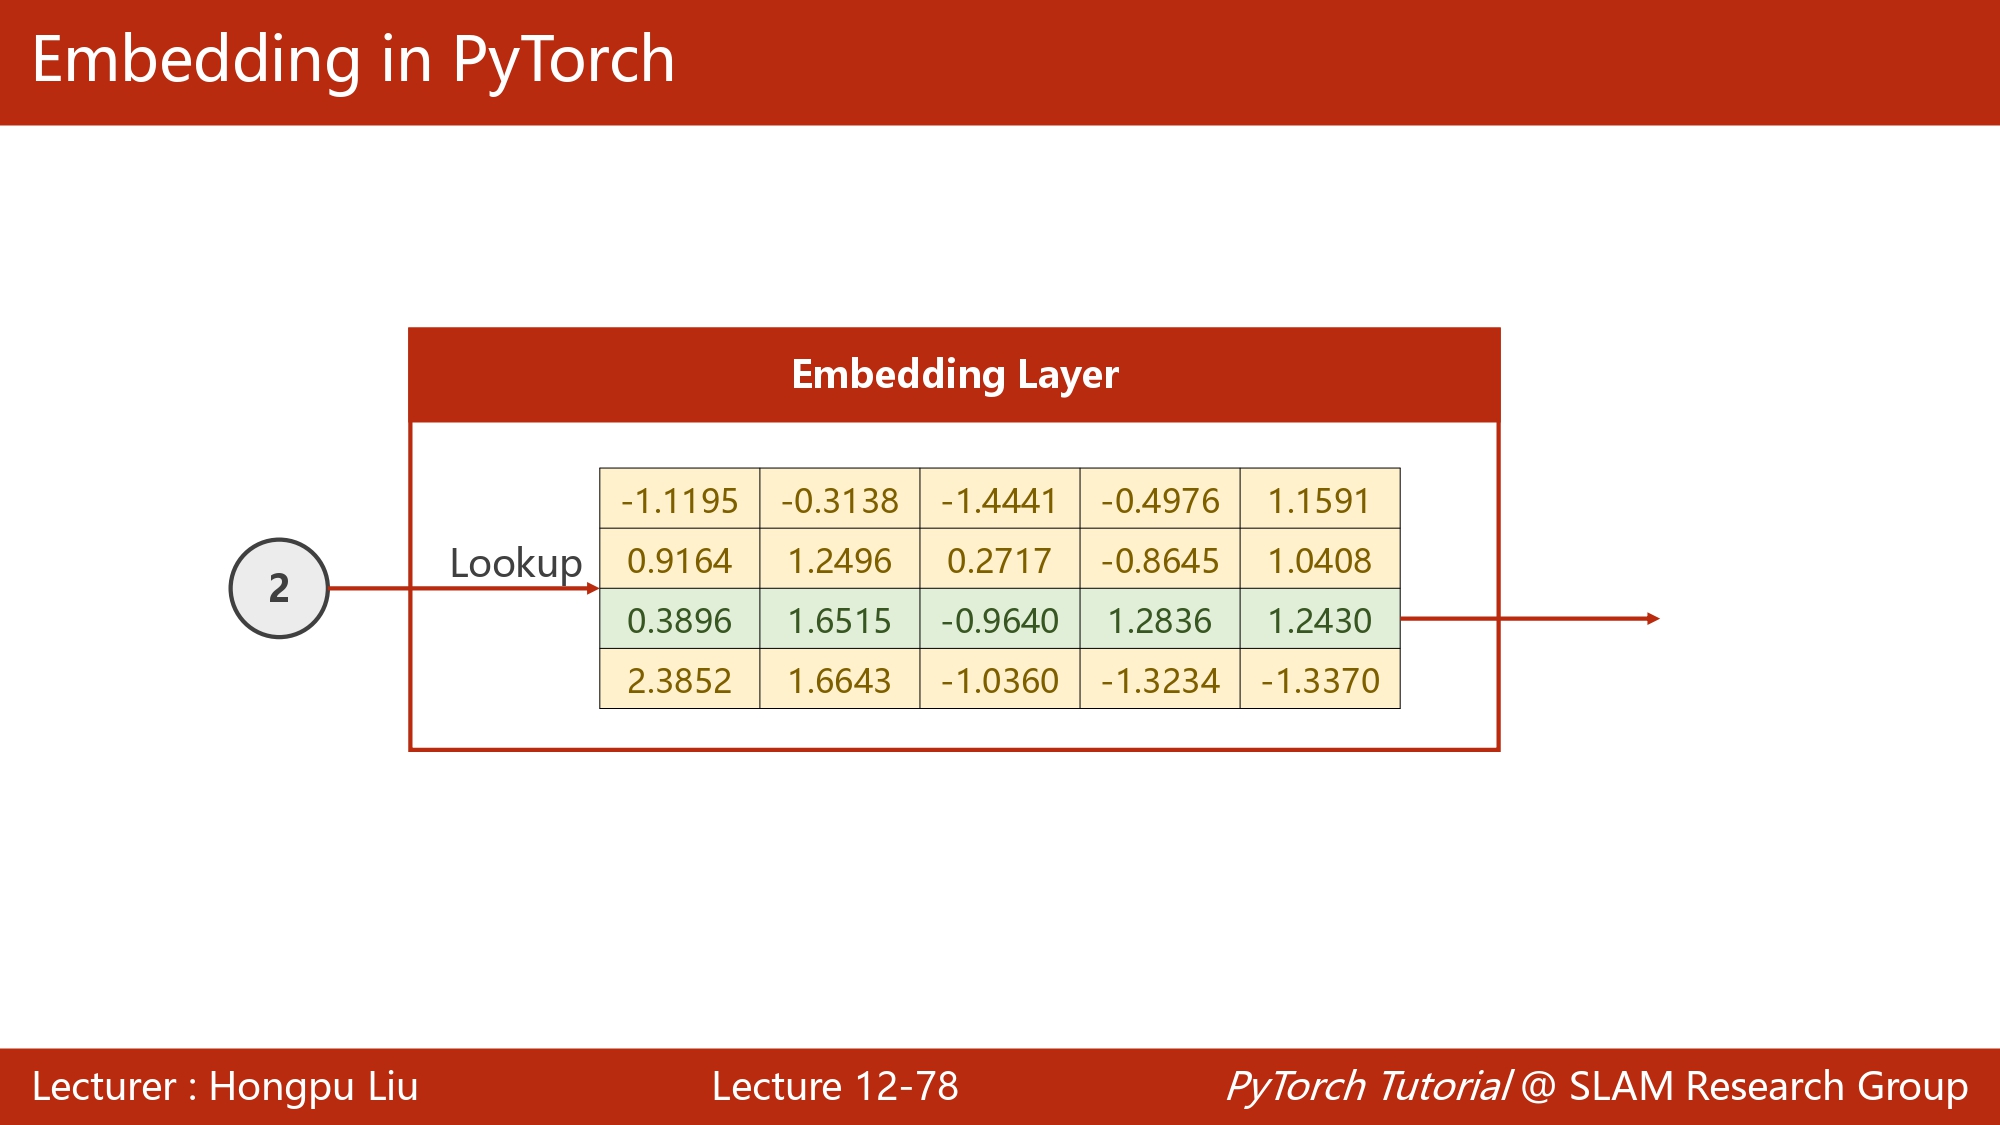 Embedding in PyTorch
Embedding Layer
-1.1195 -0.3138 -1.4441 -0.4976 1.1591
Lookup 0.9164 1.2496 0.2717 -0.8645 1.0408
2
0.3896 1.6515 -0.9640 1.2836 1.2430
2.3852 1.6643 -1.0360 -1.3234 -1.3370
Lecturer : Hongpu Liu Lecture 12-78 PyTorch Tutorial @ SLAM Research Group